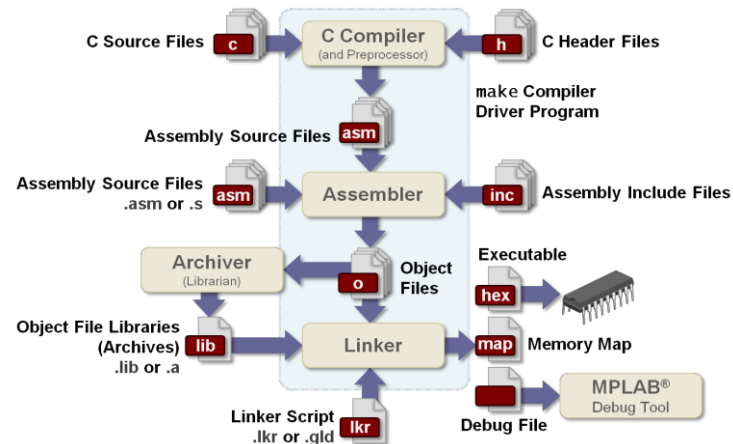 C Source Files
c
C Compiler
(and Preprocessor)
h
C Header Files
make Compiler
Driver Program
Assembly Source Files
asm
Assembly Source Files
.asm or .s
asm
Assembler
inc
Assembly Include Files
Archiver
(Librarian)
o
Object
Files
Executable
hex
Object File Libraries
(Archives)
.lib or .a
lib
Linker
map
Memory Map
Linker Script
.lkr or .gld
lkr
Debug File
MPLAB®
Debug Tool